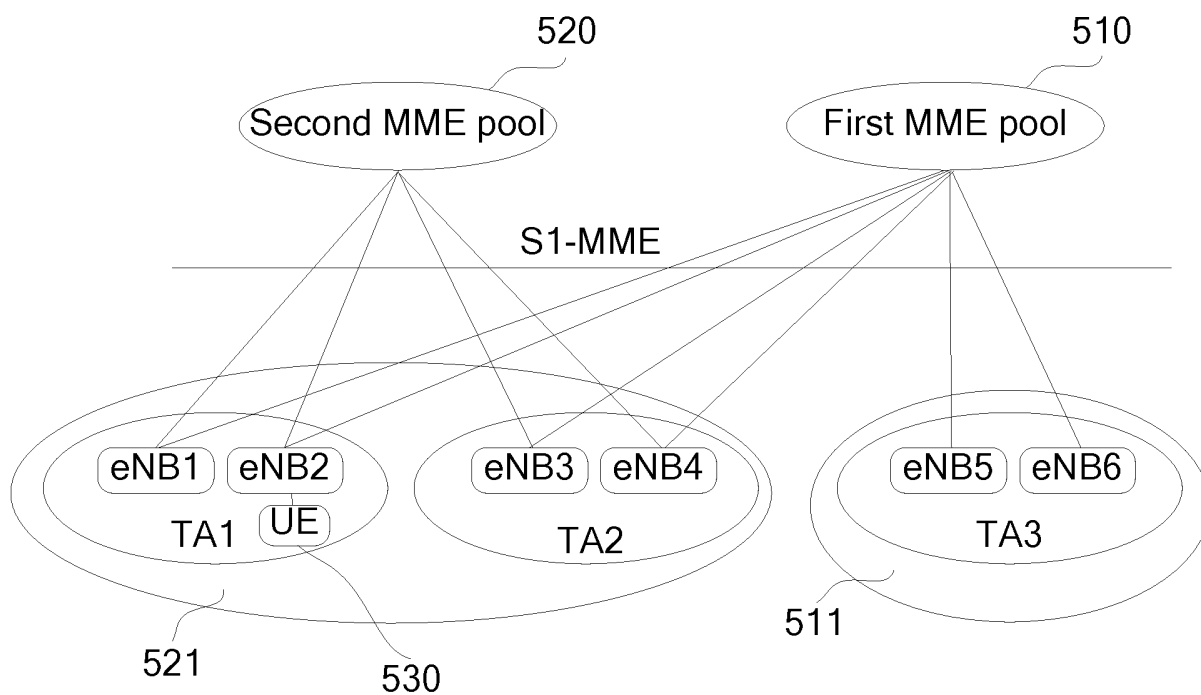 520
510
Second MME pool
First MME pool
S1-MME
eNB1
eNB2
eNB3
eNB4
eNB5
eNB6
UE
TA1
TA2
TA3
511
521
530